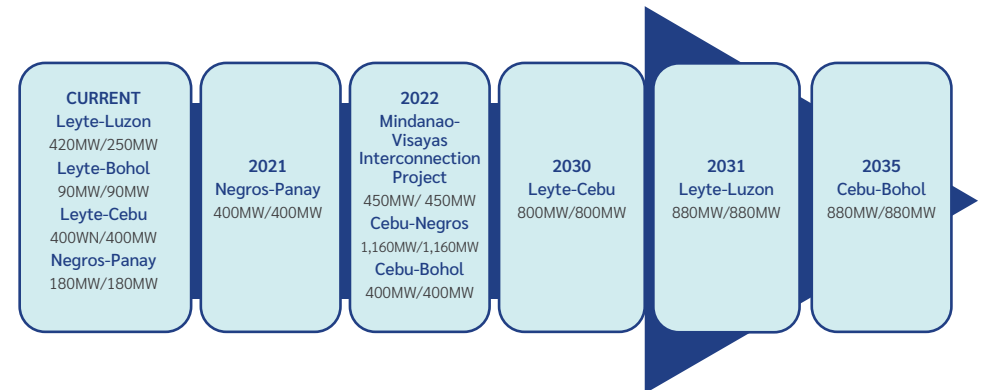 CURRENT
Leyte-Luzon
420MW/250MW
Leyte-Bohol
90MW/90MW
Leyte-Cebu
400WN/400MW
Negros-Panay
180MW/180MW
2021
Negros-Panay
400MW/400MW
2022
Mindanao-
Visayas
Interconnection
Project
450MW/ 450MW
Cebu-Negros
1,160MW/1,160MW
Cebu-Bohol
400MW/400MW
2030
Leyte-Cebu
800MW/800MW
2031
Leyte-Luzon
880MW/880MW
2035
Cebu-Bohol
880MW/880MW